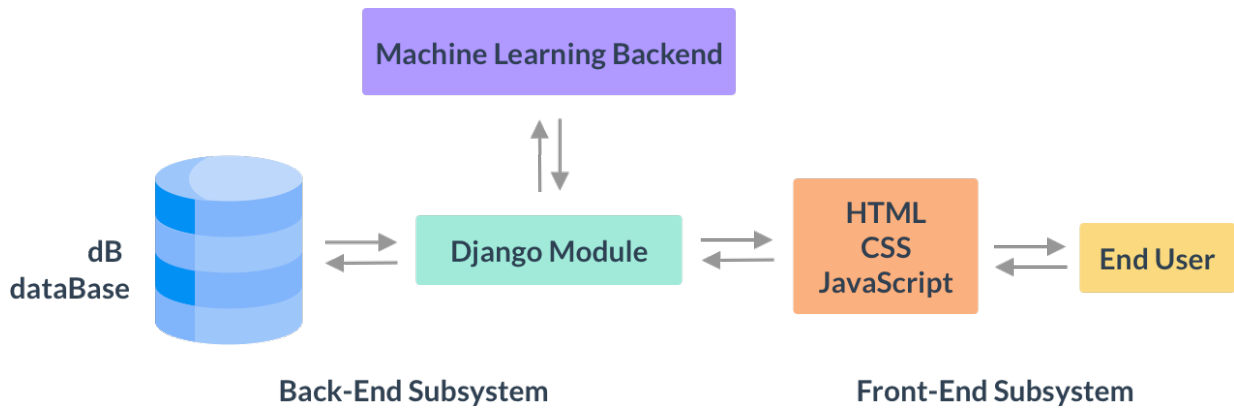 Machine Learning Backend
dB
dataBase
Django Module
HTML
CSS
JavaScript
End User
Back-End Subsystem
Front-End Subsystem